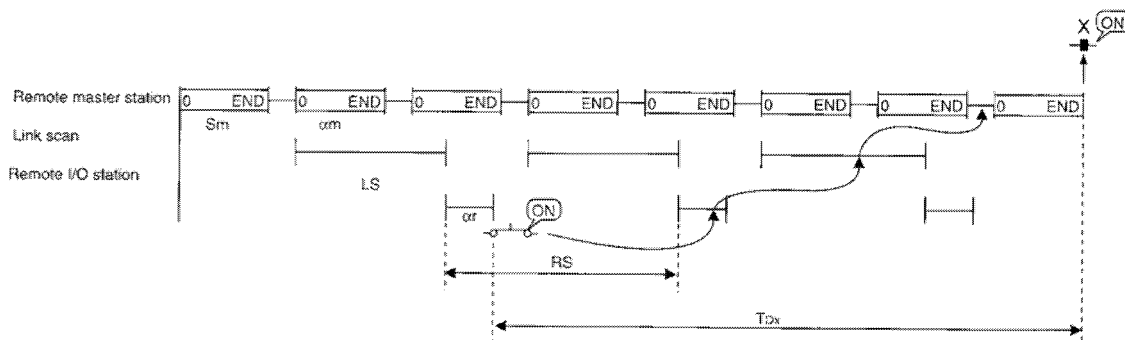 X ON
Remote master station 0 END 0 END 0 END 0 END 0 END 0 END 0 END 0 END
Sm αm
Link scan
Remote I/O station
LS
αr
ON
RS
TDx